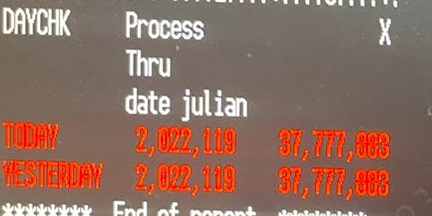 DAYCHK Process X
Thru
date julian
TODAY 2,022,119 37,777,883
YESTERDAY 2,022,119 37,777,883
******** End of report ********